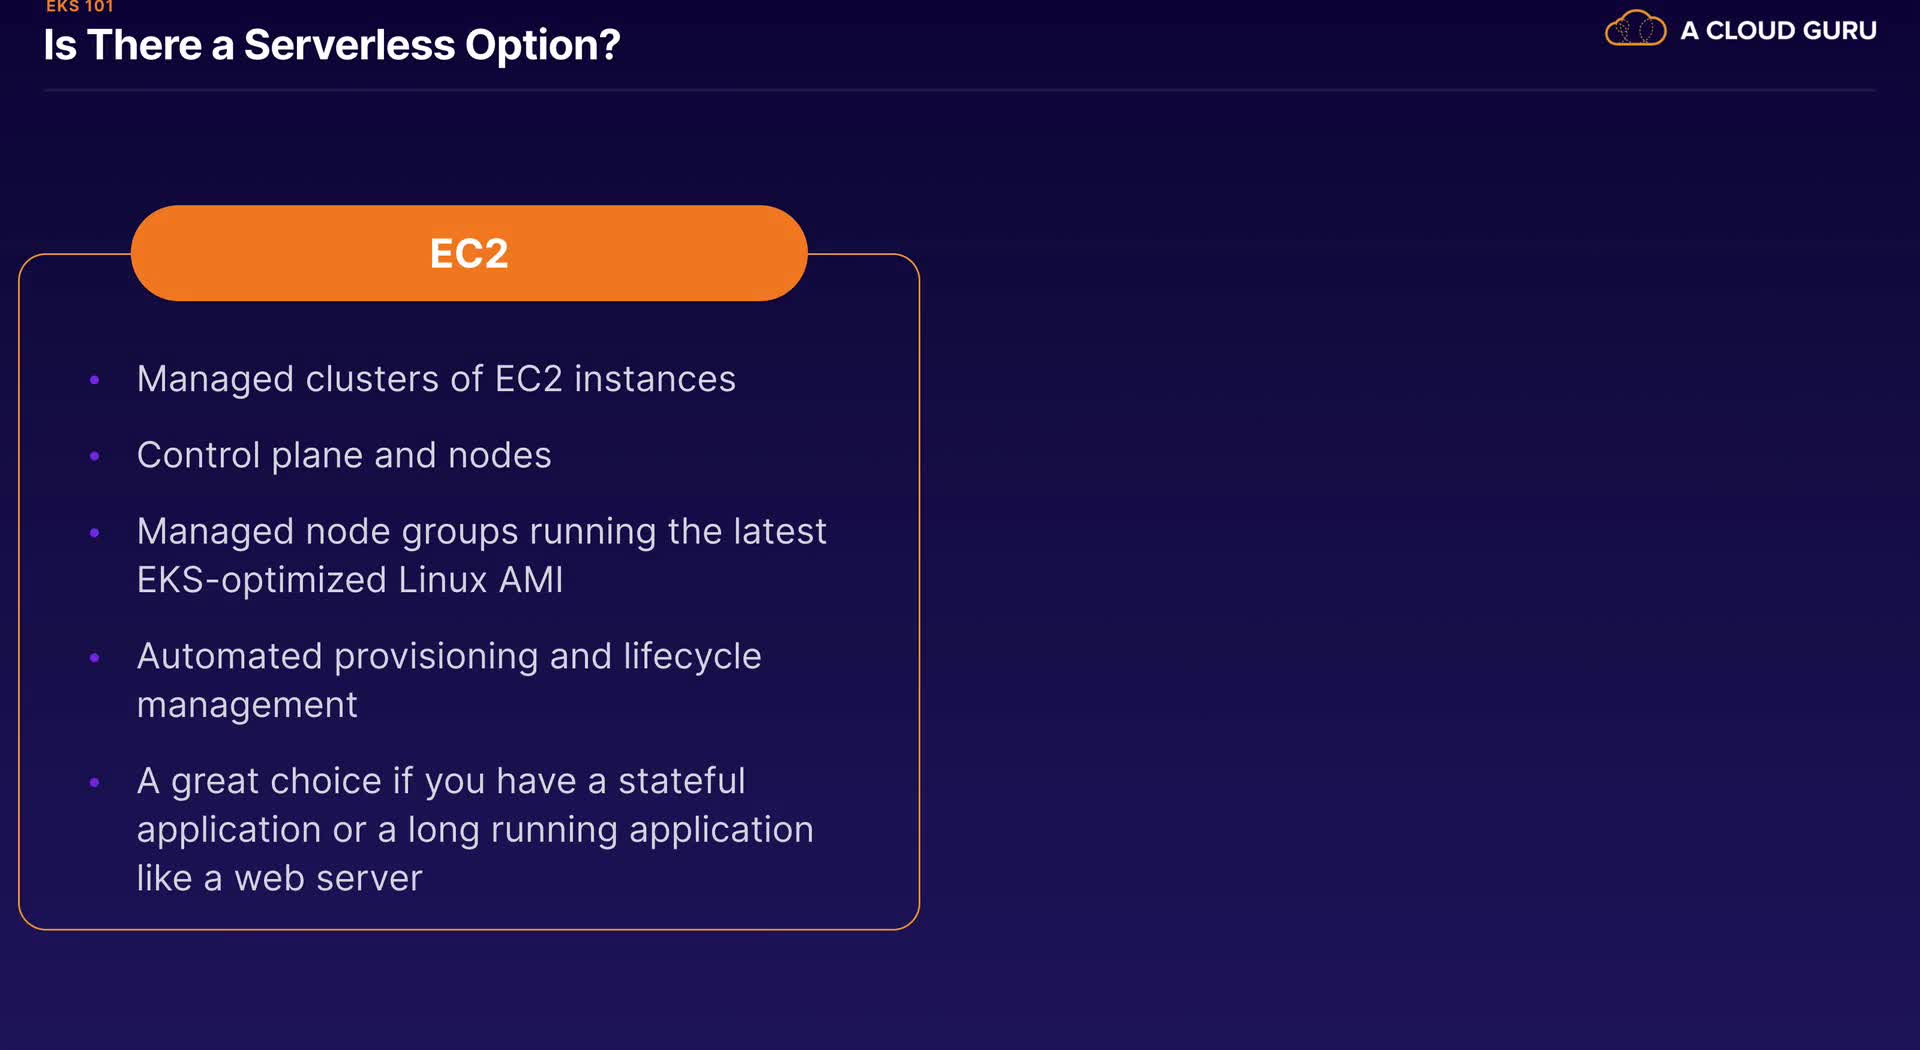 EKS 101
Is There a Serverless Option?
A CLOUD GURU
EC2
• Managed clusters of EC2 instances
• Control plane and nodes
• Managed node groups running the latest
EKS-optimized Linux AMI
• Automated provisioning and lifecycle
management
• A great choice if you have a stateful
application or a long running application
like a web server